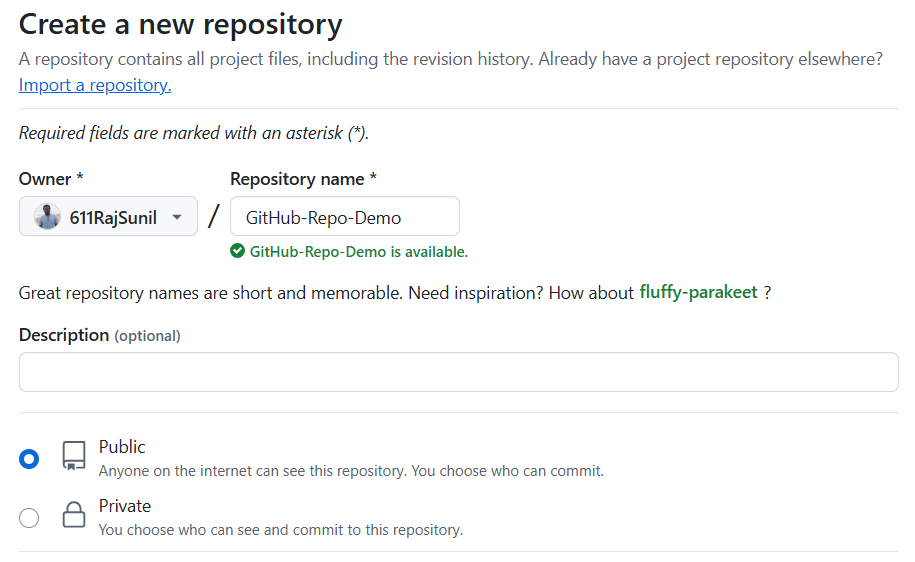 Create a new repository
A repository contains all project files, including the revision history. Already have a project repository elsewhere?
Import a repository.
Required fields are marked with an asterisk (*).
Owner *
Repository name *
611RajSunil
/
GitHub-Repo-Demo
GitHub-Repo-Demo is available.
Great repository names are short and memorable. Need inspiration? How about fluffy-parakeet ?
Description (optional)
Public
Anyone on the internet can see this repository. You choose who can commit.
Private
You choose who can see and commit to this repository.